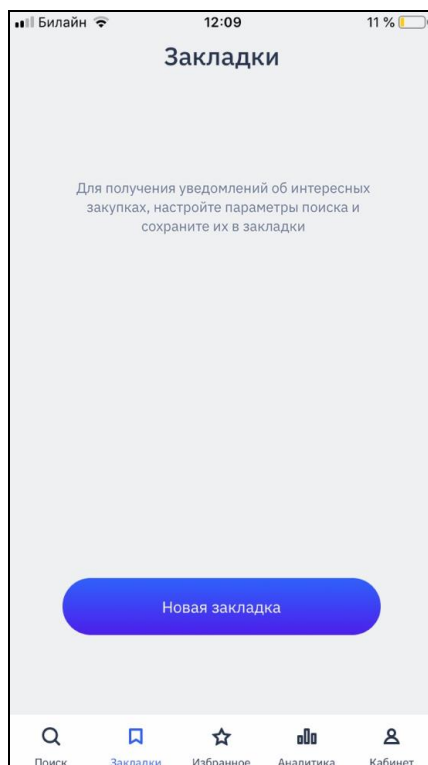 Билайн 12:09 11 %
Закладки
Для получения уведомлений об интересных
закупках, настройте параметры поиска и
сохраните их в закладки
Новая закладка
Поиск Закладки Избранное Аналитика Кабинет